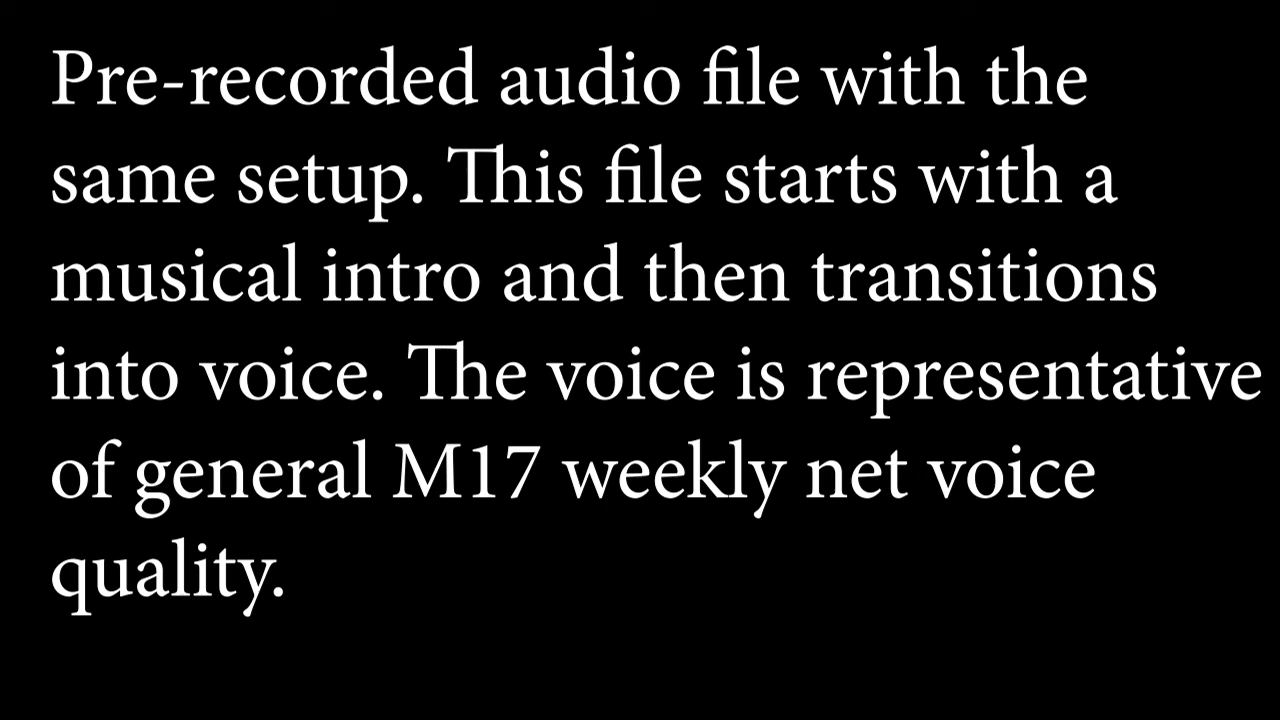 Pre-recorded audio file with the
same setup. This file starts with a
musical intro and then transitions
into voice. The voice is representative
of general M17 weekly net voice
quality.